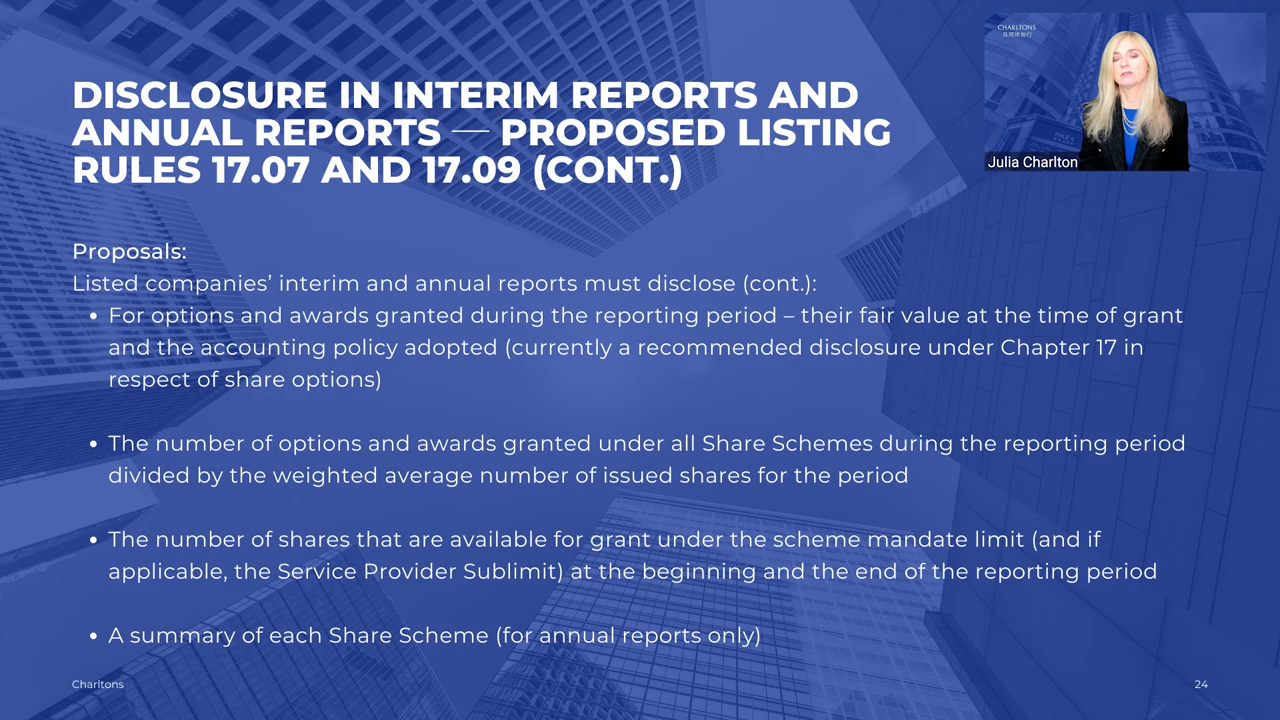 CHARLTONS
DISCLOSURE IN INTERIM REPORTS AND
ANNUAL REPORTS — PROPOSED LISTING
RULES 17.07 AND 17.09 (CONT.)
Julia Charlton
Proposals:
Listed companies’ interim and annual reports must disclose (cont.):
• For options and awards granted during the reporting period – their fair value at the time of grant
and the accounting policy adopted (currently a recommended disclosure under Chapter 17 in
respect of share options)
• The number of options and awards granted under all Share Schemes during the reporting period
divided by the weighted average number of issued shares for the period
• The number of shares that are available for grant under the scheme mandate limit (and if
applicable, the Service Provider Sublimit) at the beginning and the end of the reporting period
• A summary of each Share Scheme (for annual reports only)
Charltons
24